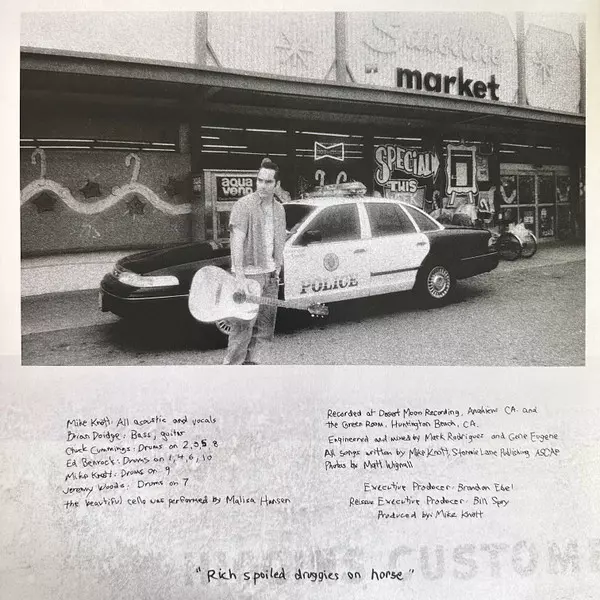 market
SPECIAL
THIS
aqua
vend
POLICE
Mike Knott: All acoustic and vocals
Brian Doidge: Bass, guitar
Chuck Cummings: Drums on 2, 5, 8
Ed Benrock: Drums on 1, 4, 6, 10
Mike Knott: Drums on 9
Jeremy Woods: Drums on 7
the beautiful cello was performed By Malisa Hanson
Recorded at Desert Moon Recording, Anaheim CA. and
the Green Room, Huntington Beach, CA.
Engineered and mixed by Mark Rodriguez and Gene Eugene
All songs written by Mike Knott, Stormie Lane Publishing ASCAP
Photos by Matt Wignall
Executive Producer Brandon Ebel
Reissue Executive Producer Bill Spey
Produced by: Mike Knott
CUSTOME
"Rich spoiled druggies on horse"